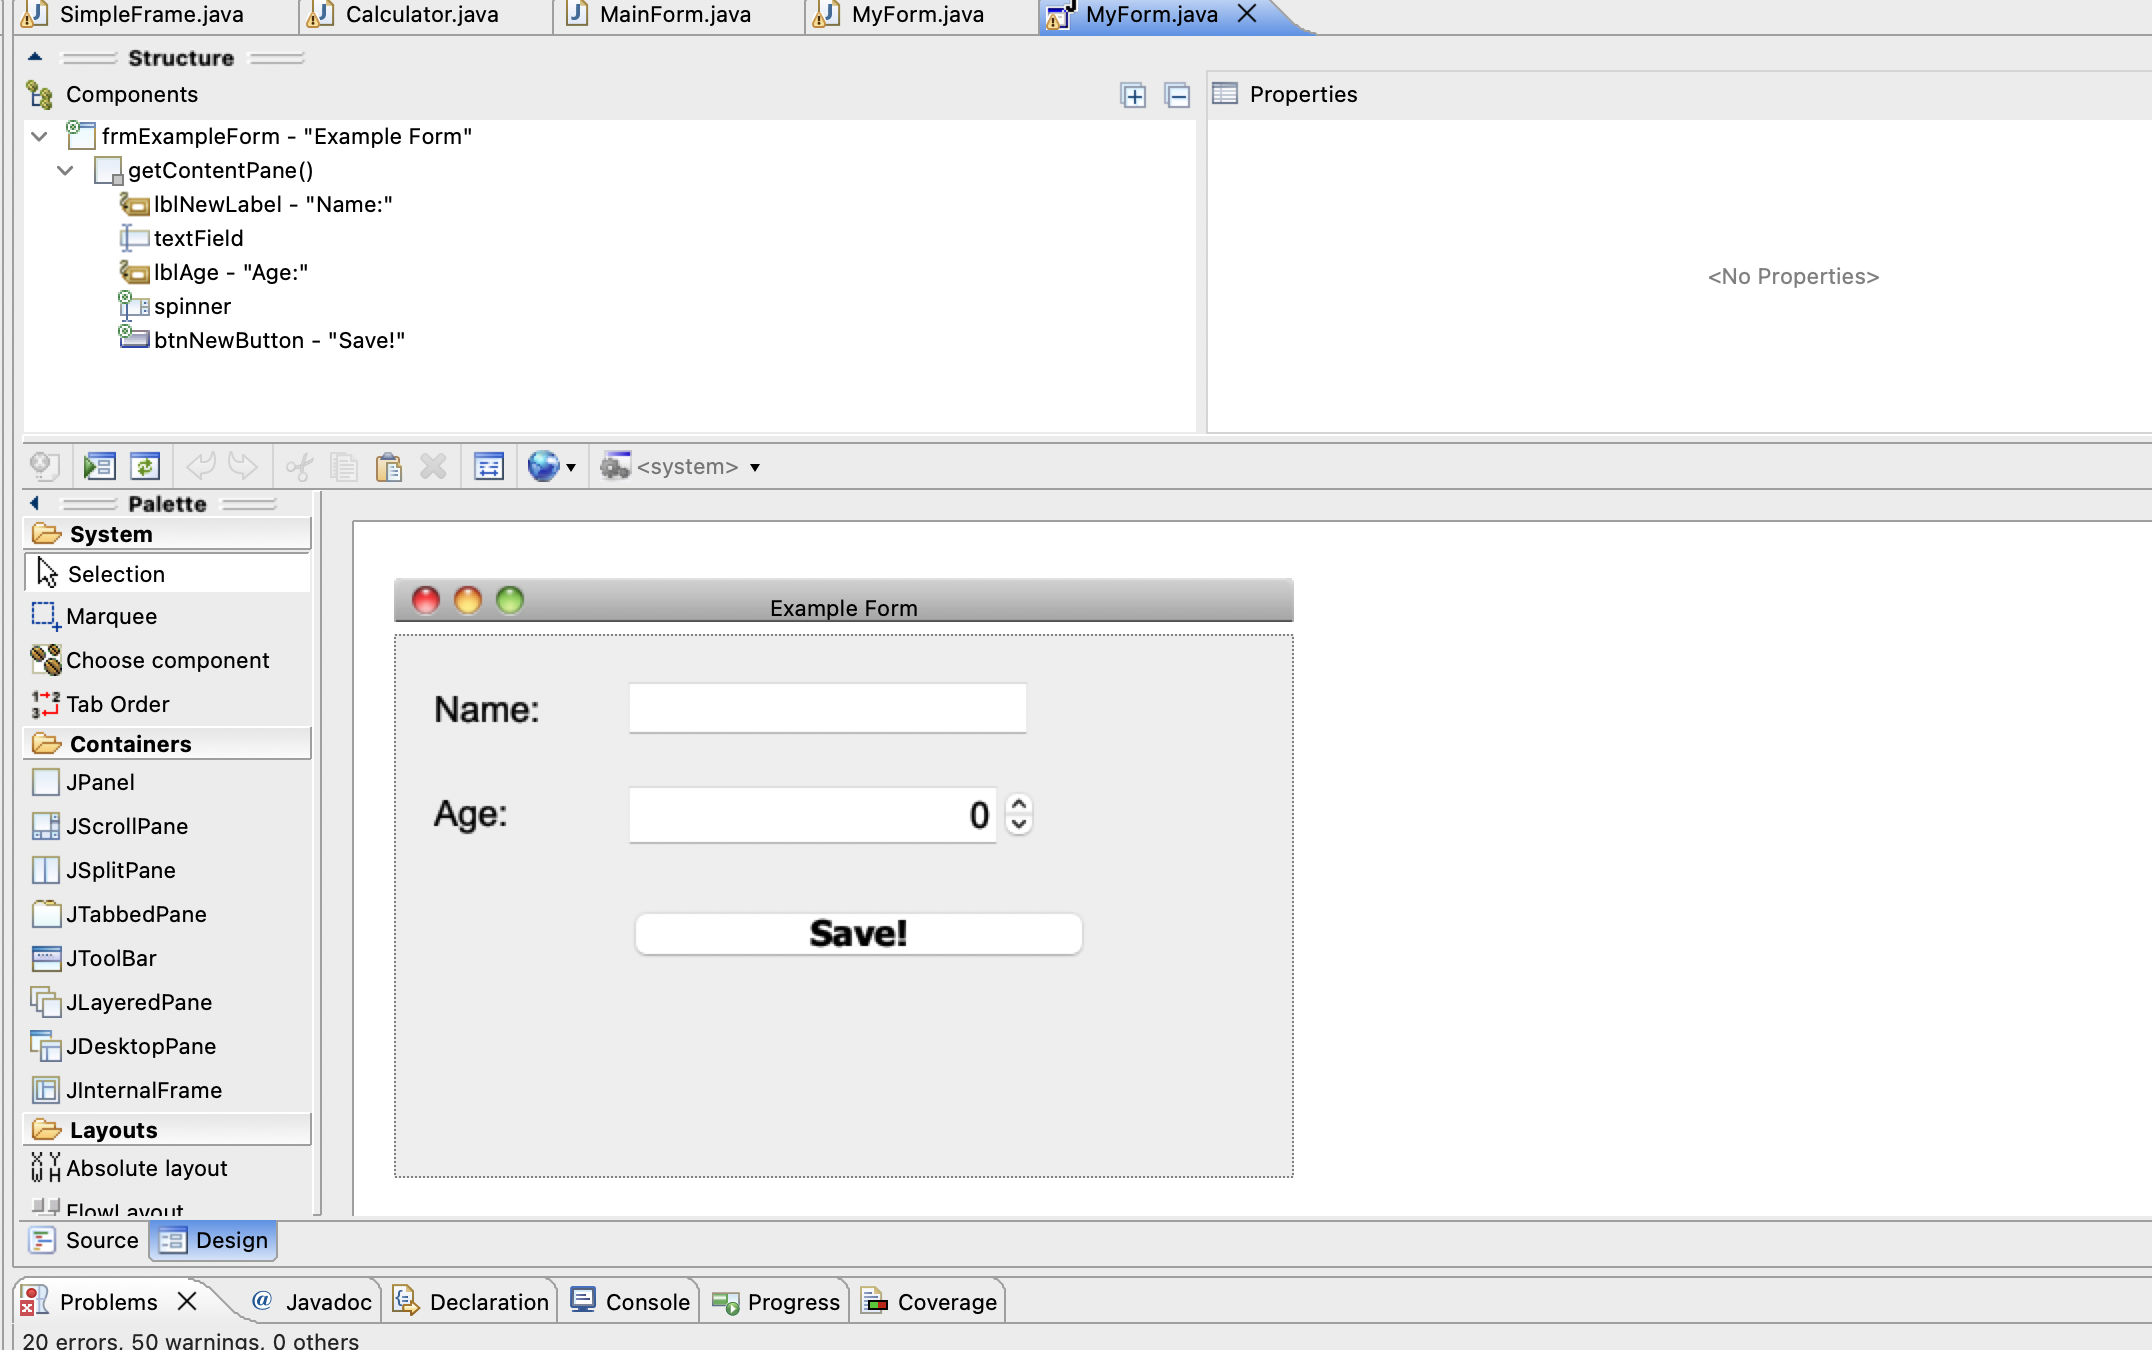 SimpleFrame.java Calculator.java MainForm.java MyForm.java MyForm.java
Structure
Components
Properties
frmExampleForm - "Example Form"
getContentPane()
lblNewLabel - "Name:"
textField
lblAge - "Age:"
spinner
btnNewButton - "Save!"
<No Properties>
<system>
Palette
System
Selection
Marquee
Choose component
Tab Order
Containers
JPanel
JScrollPane
JSplitPane
JTabbedPane
JToolBar
JLayeredPane
JDesktopPane
JInternalFrame
Layouts
Absolute layout
FlowLayout
Example Form
Name:
Age: 0
Save!
Source Design
Problems Javadoc Declaration Console Progress Coverage
20 errors, 50 warnings, 0 others